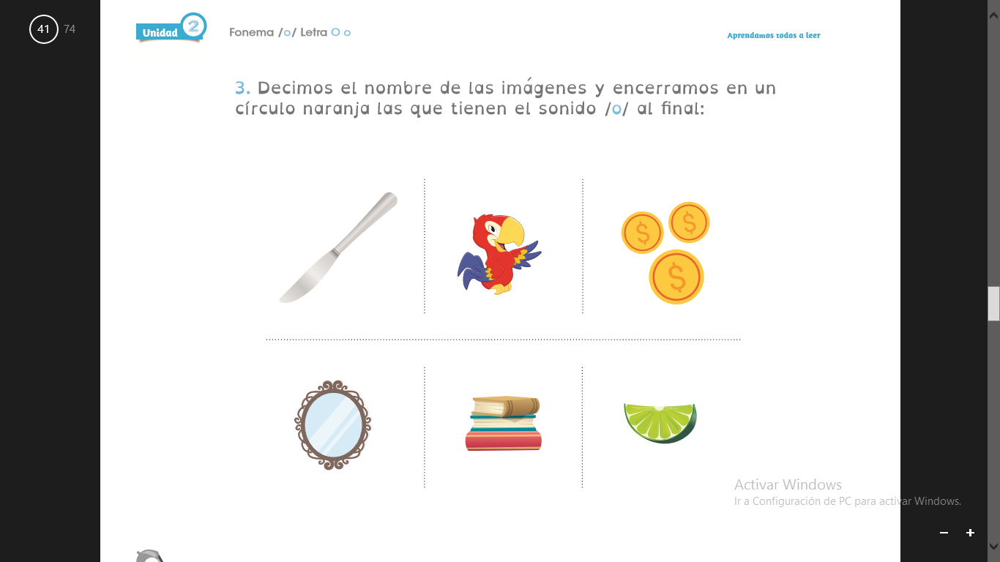 41 74
Unidad 2
Fonema /o/ Letra O o
Aprendamos todos a leer
3. Decimos el nombre de las imágenes y encerramos en un
círculo naranja las que tienen el sonido /o/ al final:
$ $
$
Activar Windows
Ir a Configuración de PC para activar Windows.